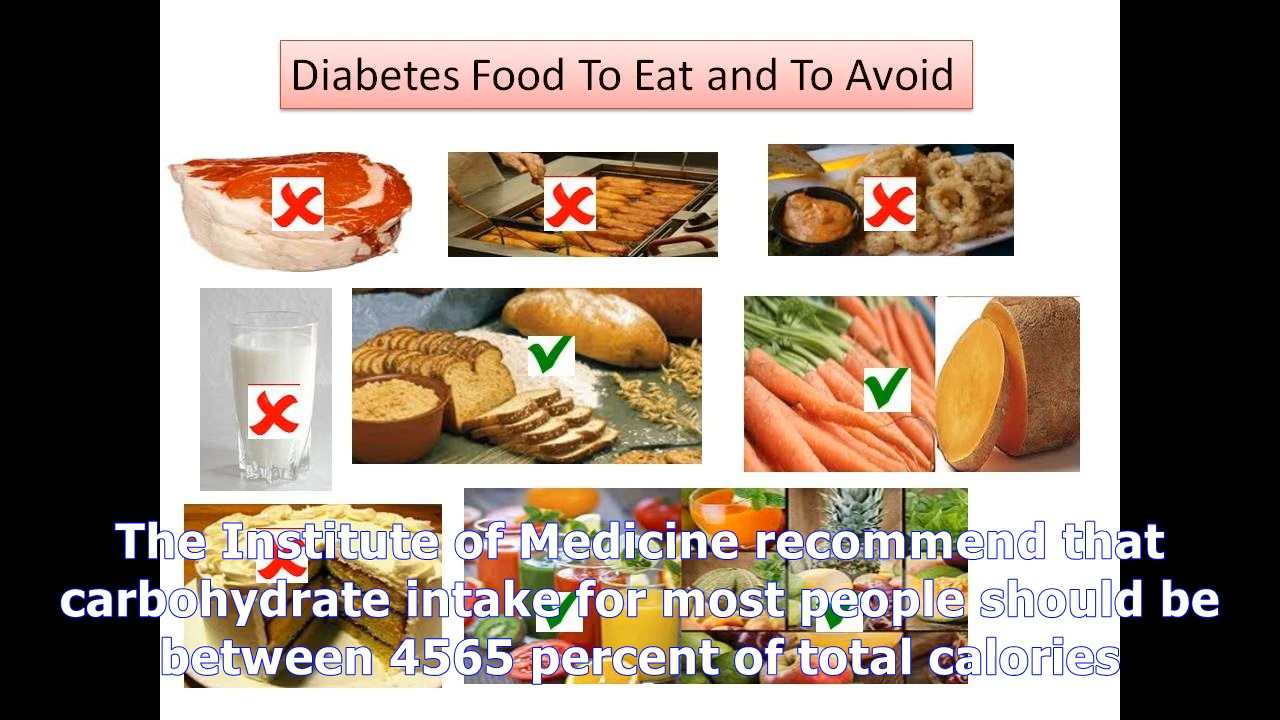 Diabetes Food To Eat and To Avoid
The Institute of Medicine recommend that
carbohydrate intake for most people should be
between 4565 percent of total calories